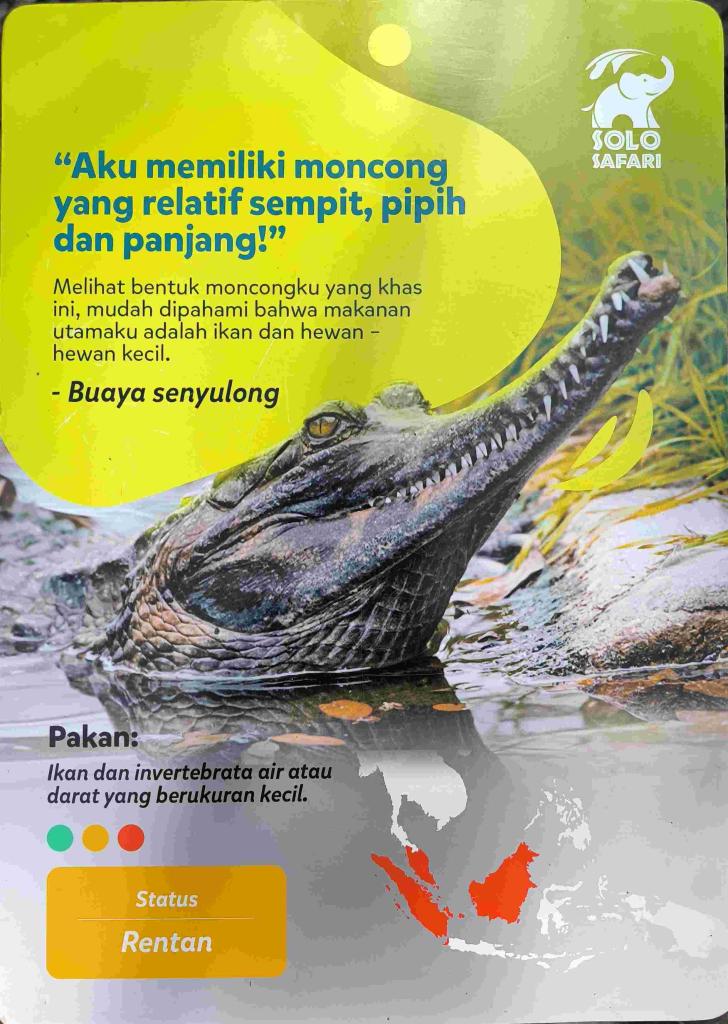 SOLO
SAFARI
“Aku memiliki moncong
yang relatif sempit, pipih
dan panjang!”
Melihat bentuk moncongku yang khas
ini, mudah dipahami bahwa makanan
utamaku adalah ikan dan hewan –
hewan kecil.
- Buaya senyulong
Pakan:
Ikan dan invertebrata air atau
darat yang berukuran kecil.
Status
Rentan